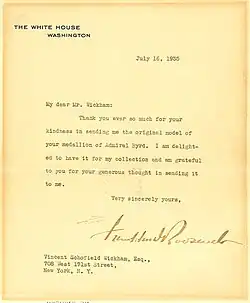 THE WHITE HOUSE
WASHINGTON
July 16, 1935
My dear Mr. Wickham:
Thank you ever so much for your
kindness in sending me the original model of
your medallion of Admiral Byrd. I am delight-
ed to have it for my collection and am grateful
to you for your generous thought in sending it
to me.
Very sincerely yours,
Franklin D. Roosevelt
Vincent Schofield Wickham, Esq.,
708 West 171st Street,
New York, N. Y.